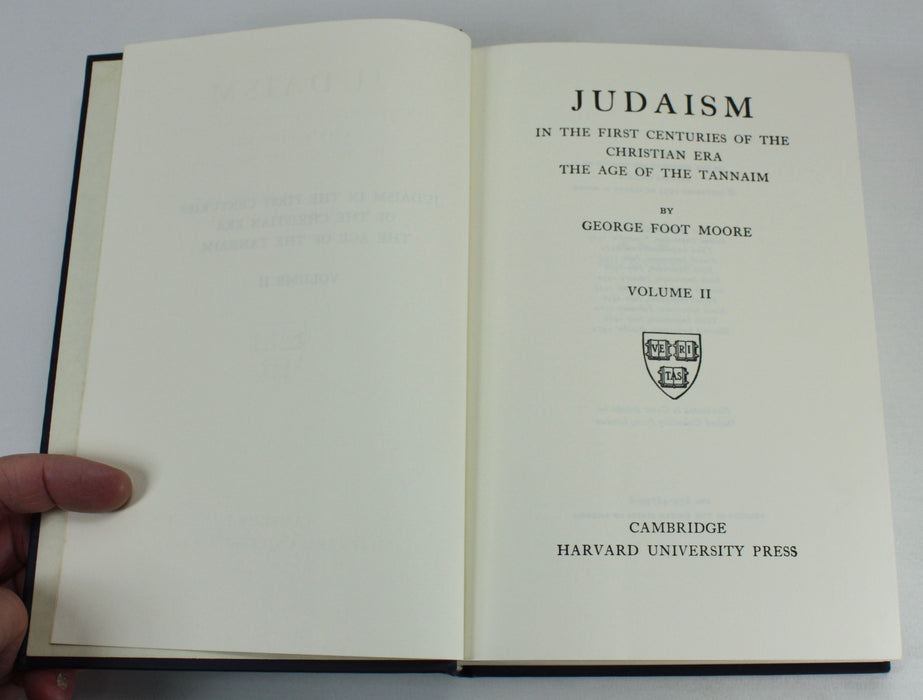 JUDAISM
IN THE FIRST CENTURIES OF THE
CHRISTIAN ERA
THE AGE OF THE TANNAIM
BY
GEORGE FOOT MOORE
VOLUME II
VE RI
TAS
CAMBRIDGE
HARVARD UNIVERSITY PRESS